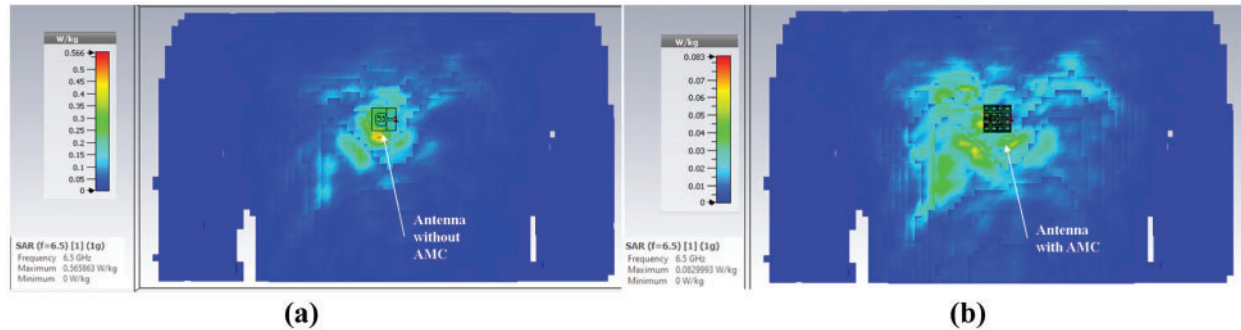 W/kg
0.566
0.5
0.45
0.4
0.35
0.3
0.25
0.2
0.15
0.1
0.05
0
Antenna
without
AMC
SAR (f=6.5) [1] (1g)
Frequency 6.5 GHz
Maximum 0.565863 W/kg
Minimum 0 W/kg
(a)
W/kg
0.083
0.07
0.06
0.05
0.04
0.03
0.02
0.01
0
Antenna
with AMC
SAR (f=6.5) [1] (1g)
Frequency 6.5 GHz
Maximum 0.0829993 W/kg
Minimum 0 W/kg
(b)